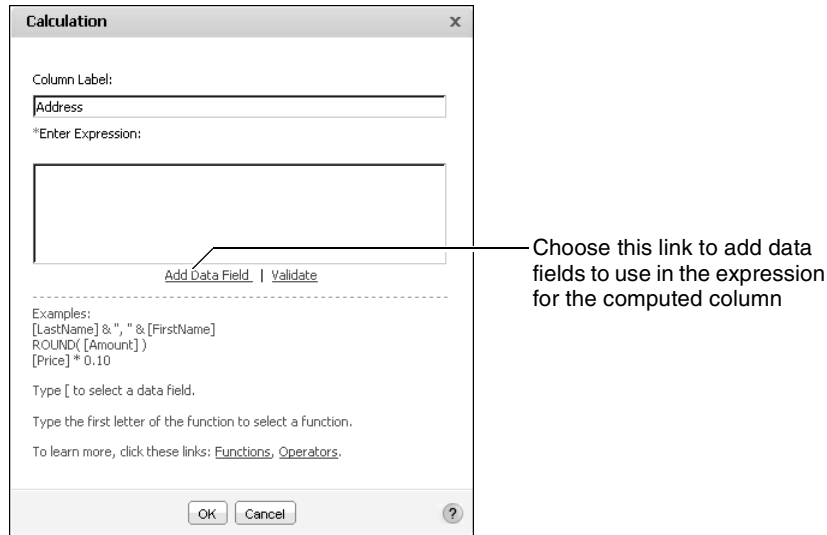 Calculation x
Column Label:
Address
*Enter Expression:
Add Data Field | Validate
Choose this link to add data
fields to use in the expression
for the computed column
Examples:
[LastName] & ", " & [FirstName]
ROUND( [Amount] )
[Price] * 0.10
Type [ to select a data field.
Type the first letter of the function to select a function.
To learn more, click these links: Functions, Operators.
OK Cancel ?